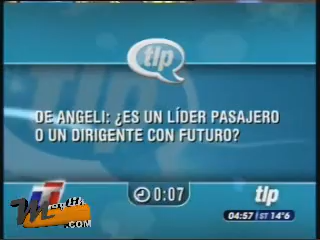 tlp
DE ANGELI: ¿ES UN LÍDER PASAJERO
O UN DIRIGENTE CON FUTURO?
0:07
tlp
04:57 ST 14°6
.COM